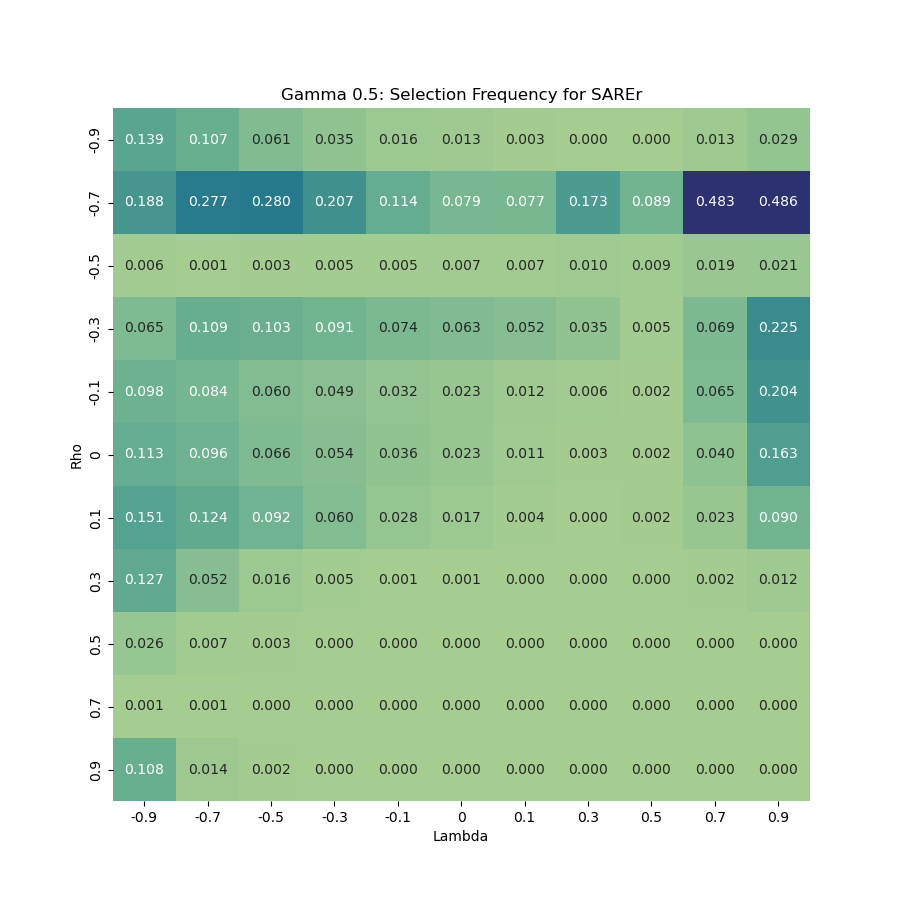 Gamma 0.5: Selection Frequency for SAREr
-0.9 0.139 0.107 0.061 0.035 0.016 0.013 0.003 0.000 0.000 0.013 0.029
-0.7 0.188 0.277 0.280 0.207 0.114 0.079 0.077 0.173 0.089 0.483 0.486
-0.5 0.006 0.001 0.003 0.005 0.005 0.007 0.007 0.010 0.009 0.019 0.021
-0.3 0.065 0.109 0.103 0.091 0.074 0.063 0.052 0.035 0.005 0.069 0.225
-0.1 0.098 0.084 0.060 0.049 0.032 0.023 0.012 0.006 0.002 0.065 0.204
Rho
0 0.113 0.096 0.066 0.054 0.036 0.023 0.011 0.003 0.002 0.040 0.163
0.1 0.151 0.124 0.092 0.060 0.028 0.017 0.004 0.000 0.002 0.023 0.090
0.3 0.127 0.052 0.016 0.005 0.001 0.001 0.000 0.000 0.000 0.002 0.012
0.5 0.026 0.007 0.003 0.000 0.000 0.000 0.000 0.000 0.000 0.000 0.000
0.7 0.001 0.001 0.000 0.000 0.000 0.000 0.000 0.000 0.000 0.000 0.000
0.9 0.108 0.014 0.002 0.000 0.000 0.000 0.000 0.000 0.000 0.000 0.000
-0.9 -0.7 -0.5 -0.3 -0.1 0 0.1 0.3 0.5 0.7 0.9
Lambda